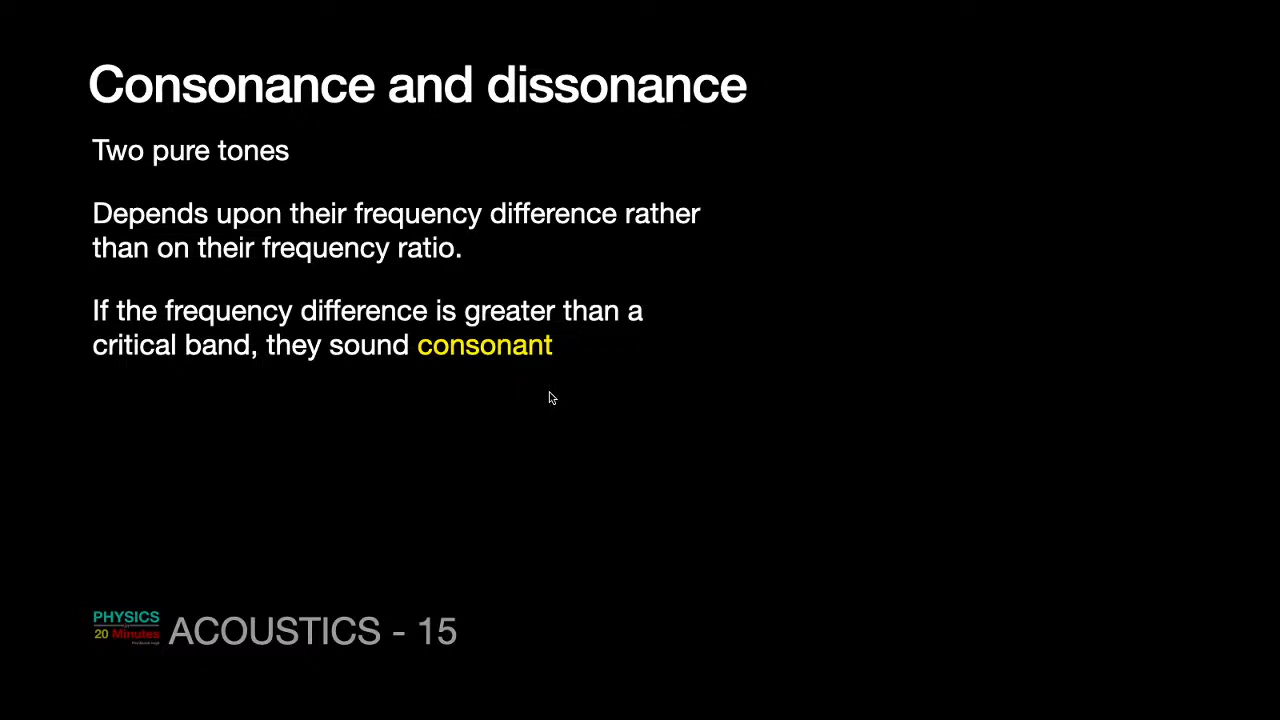 Consonance and dissonance
Two pure tones
Depends upon their frequency difference rather
than on their frequency ratio.
If the frequency difference is greater than a
critical band, they sound consonant
PHYSICS
20 Minutes
ACOUSTICS - 15